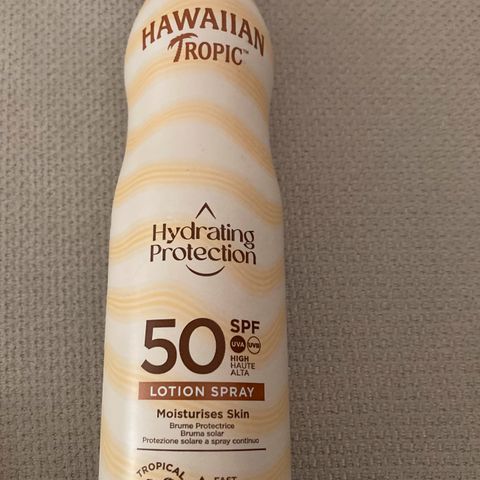 HAWAIIAN
TROPIC™
Hydrating
Protection
50 SPF
UVA UVB
HIGH
HAUTE
ALTA
LOTION SPRAY
Moisturises Skin
Brume Protectrice
Bruma solar
Protezione solare a spray continuo
TROPICAL
FAST